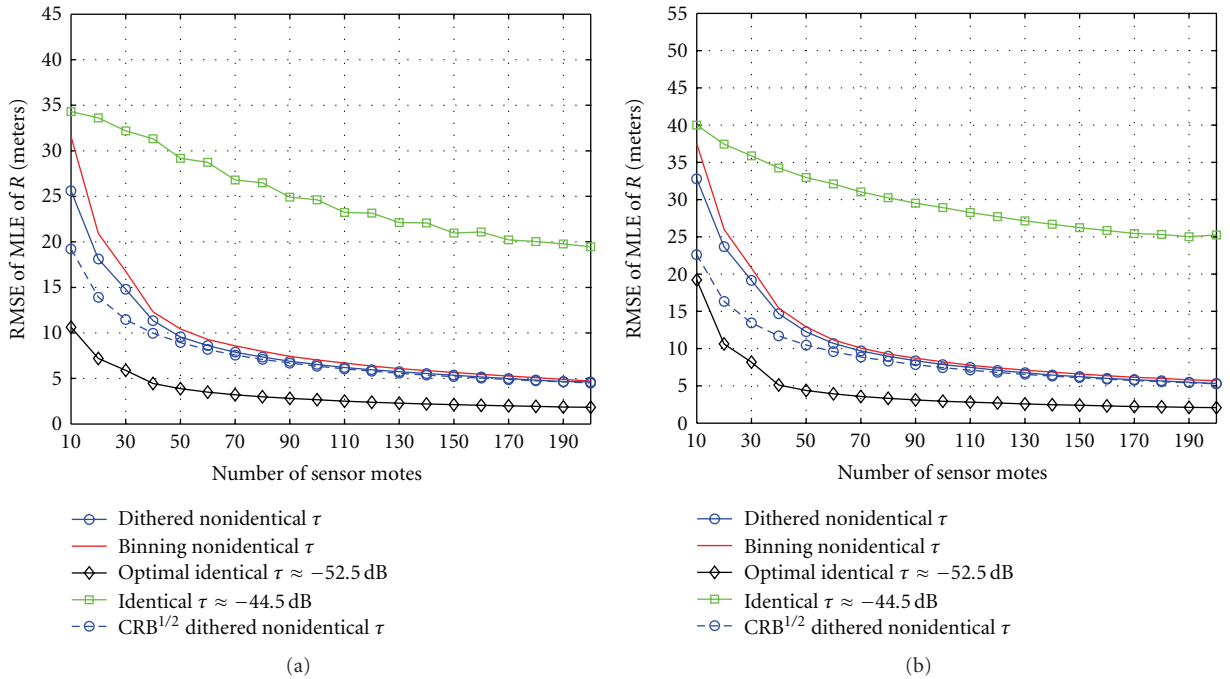 45
40
35
30
25
20
15
10
5
0
RMSE of MLE of R (meters)
10 30 50 70 90 110 130 150 170 190
Number of sensor motes
Dithered nonidentical τ
Binning nonidentical τ
Optimal identical τ ≈ −52.5 dB
Identical τ ≈ −44.5 dB
CRB^{1/2} dithered nonidentical τ
(a)
55
50
45
40
35
30
25
20
15
10
5
0
RMSE of MLE of R (meters)
10 30 50 70 90 110 130 150 170 190
Number of sensor motes
Dithered nonidentical τ
Binning nonidentical τ
Optimal identical τ ≈ −52.5 dB
Identical τ ≈ −44.5 dB
CRB^{1/2} dithered nonidentical τ
(b)